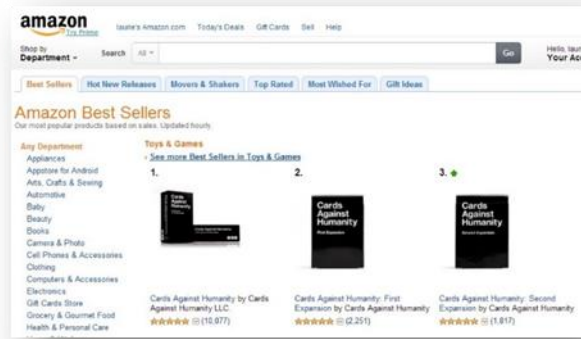 amazon
Try Prime
laurie's Amazon.com Today's Deals Gift Cards Sell Help
Shop by
Department
Search All Go
Hello, lau
Your Acc
Best Sellers Hot New Releases Movers & Shakers Top Rated Most Wished For Gift Ideas
Amazon Best Sellers
Our most popular products based on sales. Updated hourly.
Any Department
Appliances
Appstore for Android
Arts, Crafts & Sewing
Automotive
Baby
Beauty
Books
Camera & Photo
Cell Phones & Accessories
Clothing
Computers & Accessories
Electronics
Gift Cards Store
Grocery & Gourmet Food
Health & Personal Care
Toys & Games
› See more Best Sellers in Toys & Games
1.
Cards
Against
Humanity
Cards Against Humanity by Cards
Against Humanity LLC.
(10,077)
2.
Cards
Against
Humanity
First Expansion
Cards Against Humanity: First
Expansion by Cards Against Humanity
(2,251)
3.
Cards
Against
Humanity
Second Expansion
Cards Against Humanity: Second
Expansion by Cards Against Humanity
(1,817)